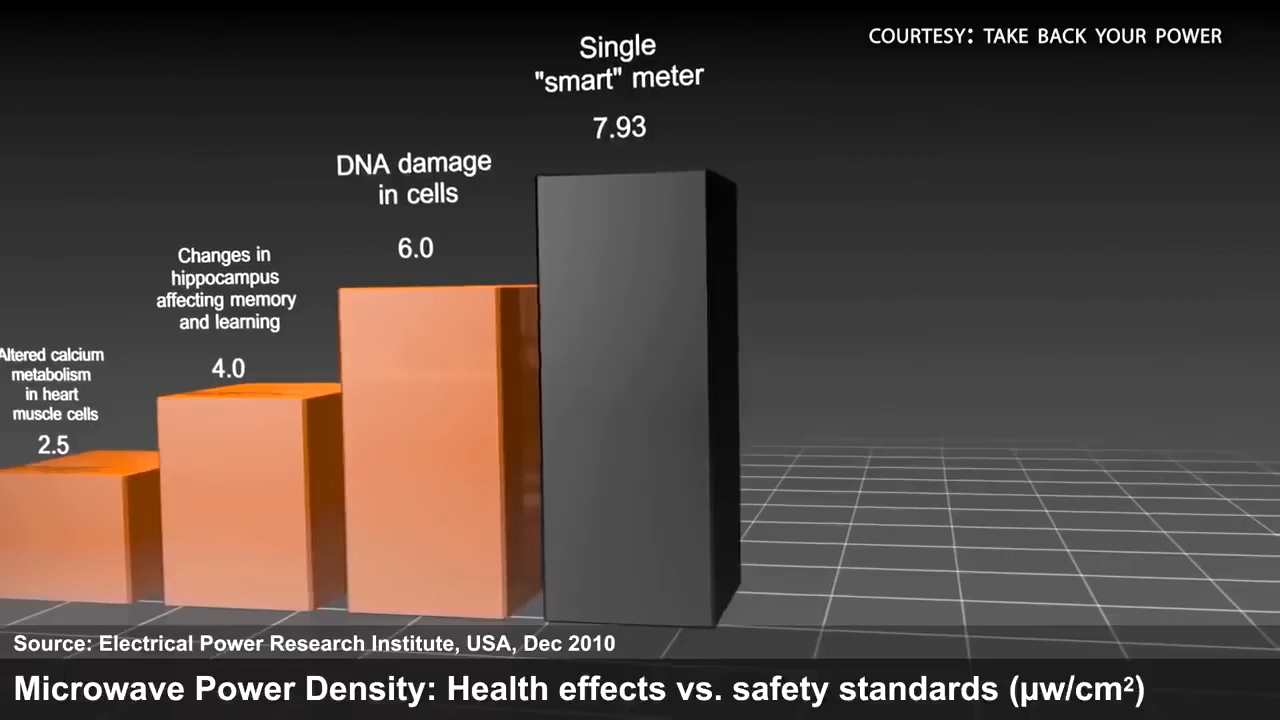 COURTESY: TAKE BACK YOUR POWER
Single
"smart" meter
7.93
DNA damage
in cells
6.0
Changes in
hippocampus
affecting memory
and learning
4.0
Altered calcium
metabolism
in heart
muscle cells
2.5
Source: Electrical Power Research Institute, USA, Dec 2010
Microwave Power Density: Health effects vs. safety standards (µw/cm²)